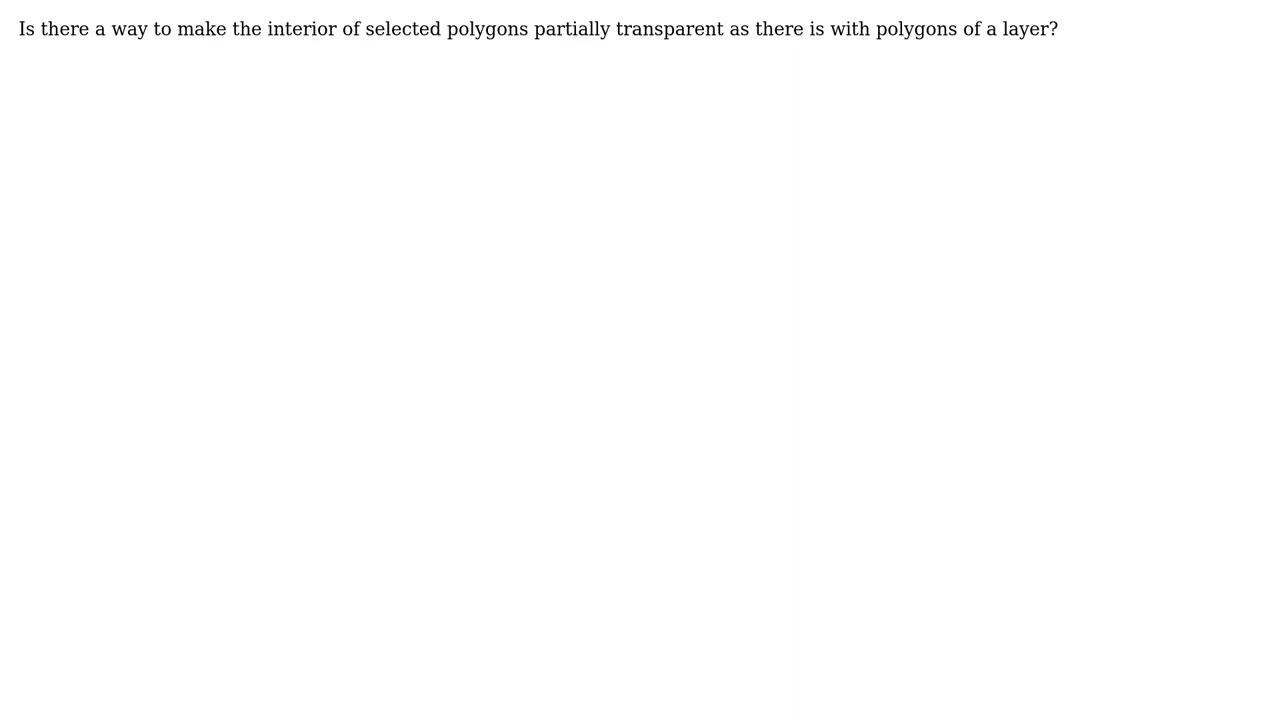 Is there a way to make the interior of selected polygons partially transparent as there is with polygons of a layer?